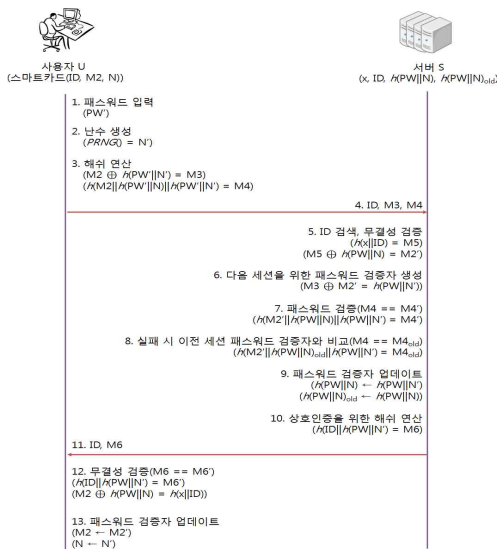 사용자 U
(스마트카드(ID, M2, N))
서버 S
(x, ID, h(PW||N), h(PW||N)old)
1. 패스워드 입력
(PW')
2. 난수 생성
(PRNG() = N')
3. 해쉬 연산
(M2 ⊕ h(PW'||N') = M3)
(h(M2||h(PW'||N)||h(PW'||N') = M4)
4. ID, M3, M4
5. ID 검색, 무결성 검증
(h(x||ID) = M5)
(M5 ⊕ h(PW||N) = M2')
6. 다음 세션을 위한 패스워드 검증자 생성
(M3 ⊕ M2' = h(PW||N'))
7. 패스워드 검증(M4 == M4')
(h(M2'||h(PW||N)||h(PW||N') = M4')
8. 실패 시 이전 세션 패스워드 검증자와 비교(M4 == M4old)
(h(M2'||h(PW||N)old||h(PW||N') = M4old)
9. 패스워드 검증자 업데이트
(h(PW||N) ← h(PW||N')
(h(PW||N)old ← h(PW||N))
10. 상호인증을 위한 해쉬 연산
(h(ID||h(PW||N') = M6)
11. ID, M6
12. 무결성 검증(M6 == M6')
(h(ID||h(PW||N') = M6')
(M2 ⊕ h(PW||N) = h(x||ID))
13. 패스워드 검증자 업데이트
(M2 ← M2')
(N ← N')